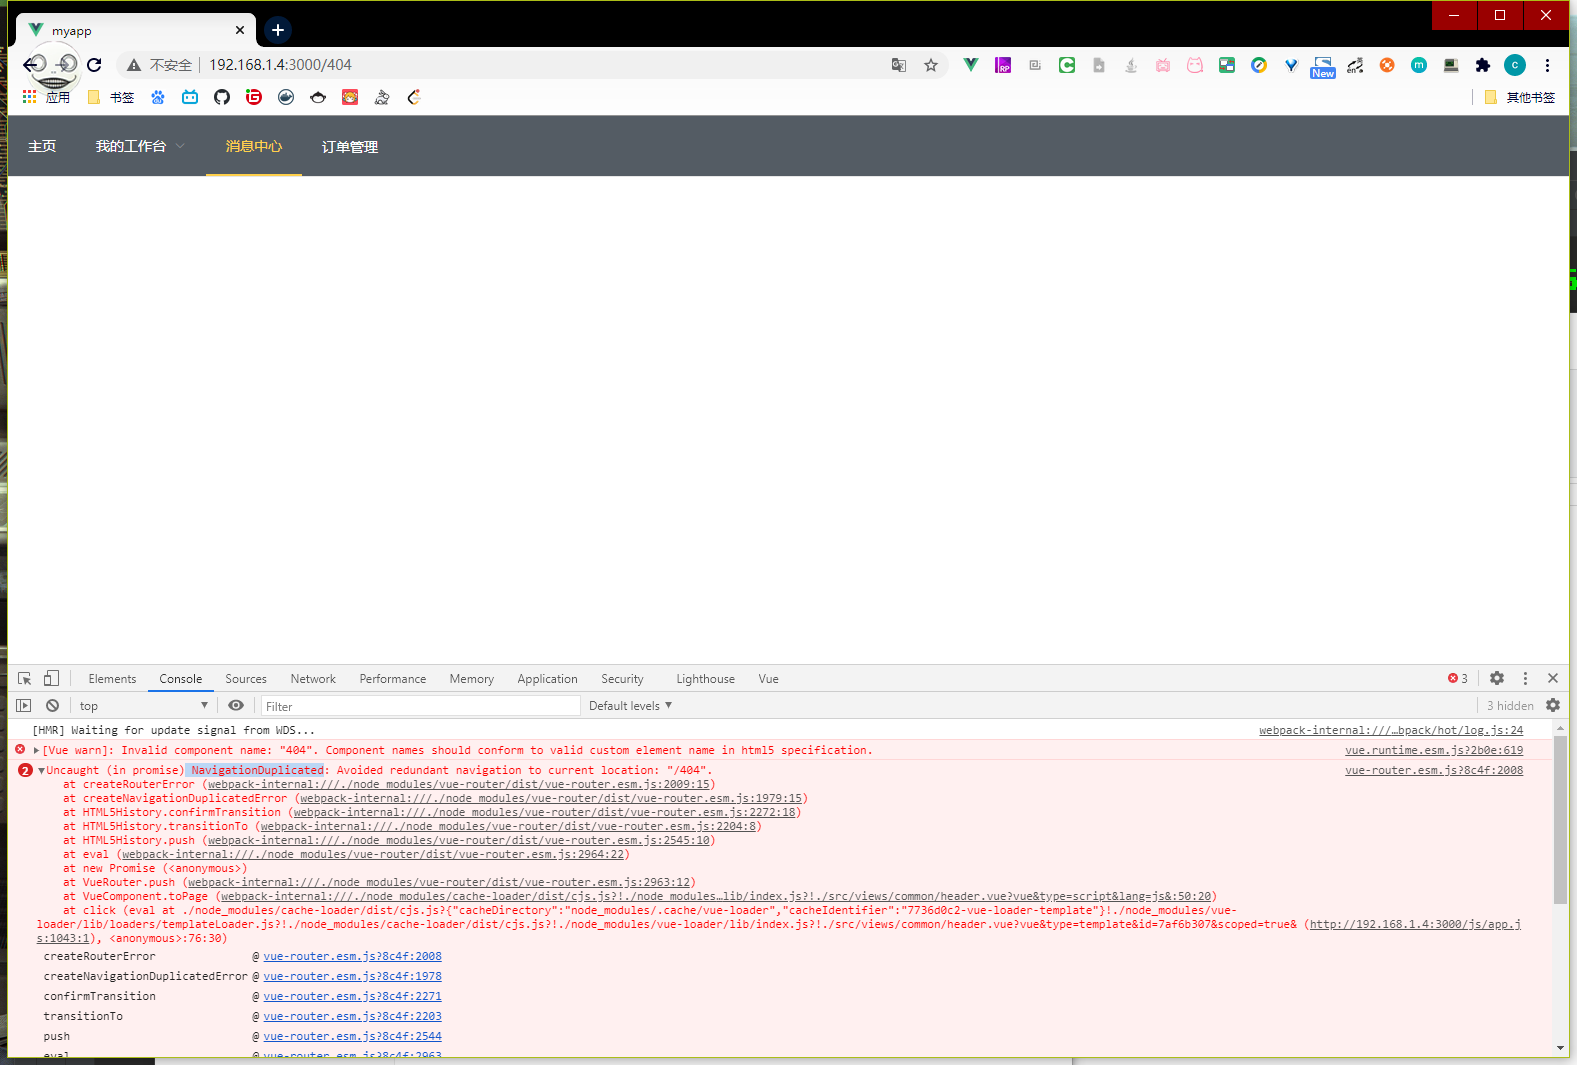 myapp
不安全 192.168.1.4:3000/404
New
应用 书签 其他书签
主页 我的工作台 消息中心 订单管理
Elements Console Sources Network Performance Memory Application Security Lighthouse Vue 3
top Filter Default levels 3 hidden
[HMR] Waiting for update signal from WDS... webpack-internal:///…bpack/hot/log.js:24
[Vue warn]: Invalid component name: "404". Component names should conform to valid custom element name in html5 specification. vue.runtime.esm.js?2b0e:619
2 Uncaught (in promise) NavigationDuplicated: Avoided redundant navigation to current location: "/404". vue-router.esm.js?8c4f:2008
at createRouterError (webpack-internal:///./node_modules/vue-router/dist/vue-router.esm.js:2009:15)
at createNavigationDuplicatedError (webpack-internal:///./node_modules/vue-router/dist/vue-router.esm.js:1979:15)
at HTML5History.confirmTransition (webpack-internal:///./node_modules/vue-router/dist/vue-router.esm.js:2272:18)
at HTML5History.transitionTo (webpack-internal:///./node_modules/vue-router/dist/vue-router.esm.js:2204:8)
at HTML5History.push (webpack-internal:///./node_modules/vue-router/dist/vue-router.esm.js:2545:10)
at eval (webpack-internal:///./node_modules/vue-router/dist/vue-router.esm.js:2964:22)
at new Promise (<anonymous>)
at VueRouter.push (webpack-internal:///./node_modules/vue-router/dist/vue-router.esm.js:2963:12)
at VueComponent.toPage (webpack-internal:///./node_modules/cache-loader/dist/cjs.js?!./node_modules…lib/index.js?!./src/views/common/header.vue?vue&type=script&lang=js&:50:20)
at click (eval at ./node_modules/cache-loader/dist/cjs.js?{"cacheDirectory":"node_modules/.cache/vue-loader","cacheIdentifier":"7736d0c2-vue-loader-template"}!./node_modules/vue-
loader/lib/loaders/templateLoader.js?!./node_modules/cache-loader/dist/cjs.js?!./node_modules/vue-loader/lib/index.js?!./src/views/common/header.vue?vue&type=template&id=7af6b307&scoped=true& (http://192.168.1.4:3000/js/app.j
s:1043:1), <anonymous>:76:30)
createRouterError @ vue-router.esm.js?8c4f:2008
createNavigationDuplicatedError @ vue-router.esm.js?8c4f:1978
confirmTransition @ vue-router.esm.js?8c4f:2271
transitionTo @ vue-router.esm.js?8c4f:2203
push @ vue-router.esm.js?8c4f:2544
eval @ vue-router.esm.js?8c4f:2963